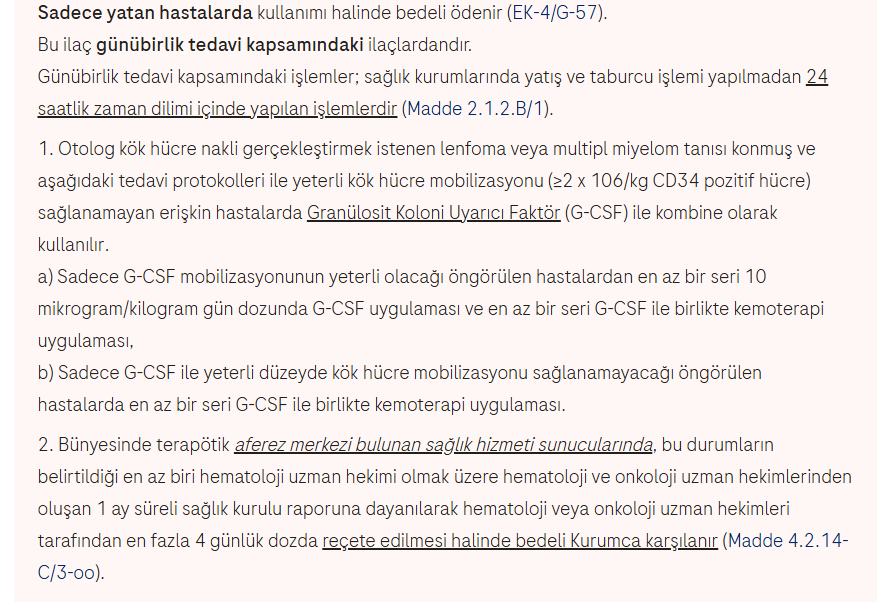 Sadece yatan hastalarda kullanımı halinde bedeli ödenir (EK-4/G-57).
Bu ilaç günübirlik tedavi kapsamındaki ilaçlardandır.
Günübirlik tedavi kapsamındaki işlemler; sağlık kurumlarında yatış ve taburcu işlemi yapılmadan 24
saatlik zaman dilimi içinde yapılan işlemlerdir (Madde 2.1.2.B/1).
1. Otolog kök hücre nakli gerçekleştirmek istenen lenfoma veya multipl miyelom tanısı konmuş ve
aşağıdaki tedavi protokolleri ile yeterli kök hücre mobilizasyonu (≥2 x 106/kg CD34 pozitif hücre)
sağlanamayan erişkin hastalarda Granülosit Koloni Uyarıcı Faktör (G-CSF) ile kombine olarak
kullanılır.
a) Sadece G-CSF mobilizasyonunun yeterli olacağı öngörülen hastalardan en az bir seri 10
mikrogram/kilogram gün dozunda G-CSF uygulaması ve en az bir seri G-CSF ile birlikte kemoterapi
uygulaması,
b) Sadece G-CSF ile yeterli düzeyde kök hücre mobilizasyonu sağlanamayacağı öngörülen
hastalarda en az bir seri G-CSF ile birlikte kemoterapi uygulaması.
2. Bünyesinde terapötik aferez merkezi bulunan sağlık hizmeti sunucularında, bu durumların
belirtildiği en az biri hematoloji uzman hekimi olmak üzere hematoloji ve onkoloji uzman hekimlerinden
oluşan 1 ay süreli sağlık kurulu raporuna dayanılarak hematoloji veya onkoloji uzman hekimleri
tarafından en fazla 4 günlük dozda reçete edilmesi halinde bedeli Kurumca karşılanır (Madde 4.2.14-
C/3-oo).